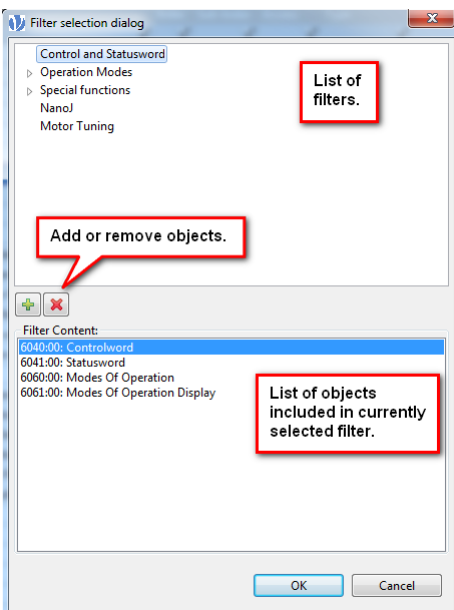 Filter selection dialog
Control and Statusword
Operation Modes
Special functions
NanoJ
Motor Tuning
List of
filters.
Add or remove objects.
Filter Content:
6040:00: Controlword
6041:00: Statusword
6060:00: Modes Of Operation
6061:00: Modes Of Operation Display
List of objects
included in currently
selected filter.
OK
Cancel